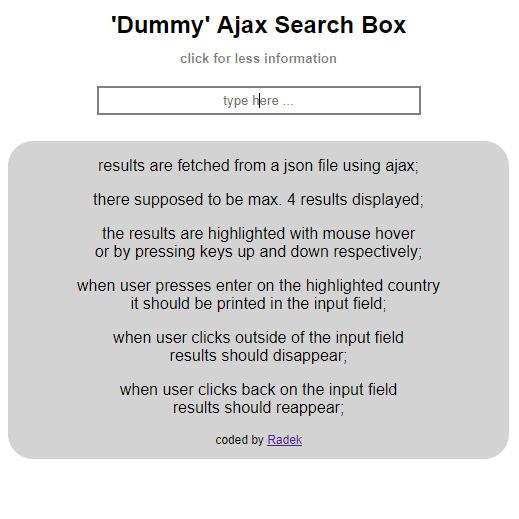 'Dummy' Ajax Search Box
click for less information
type here ...
results are fetched from a json file using ajax;
there supposed to be max. 4 results displayed;
the results are highlighted with mouse hover
or by pressing keys up and down respectively;
when user presses enter on the highlighted country
it should be printed in the input field;
when user clicks outside of the input field
results should disappear;
when user clicks back on the input field
results should reappear;
coded by Radek